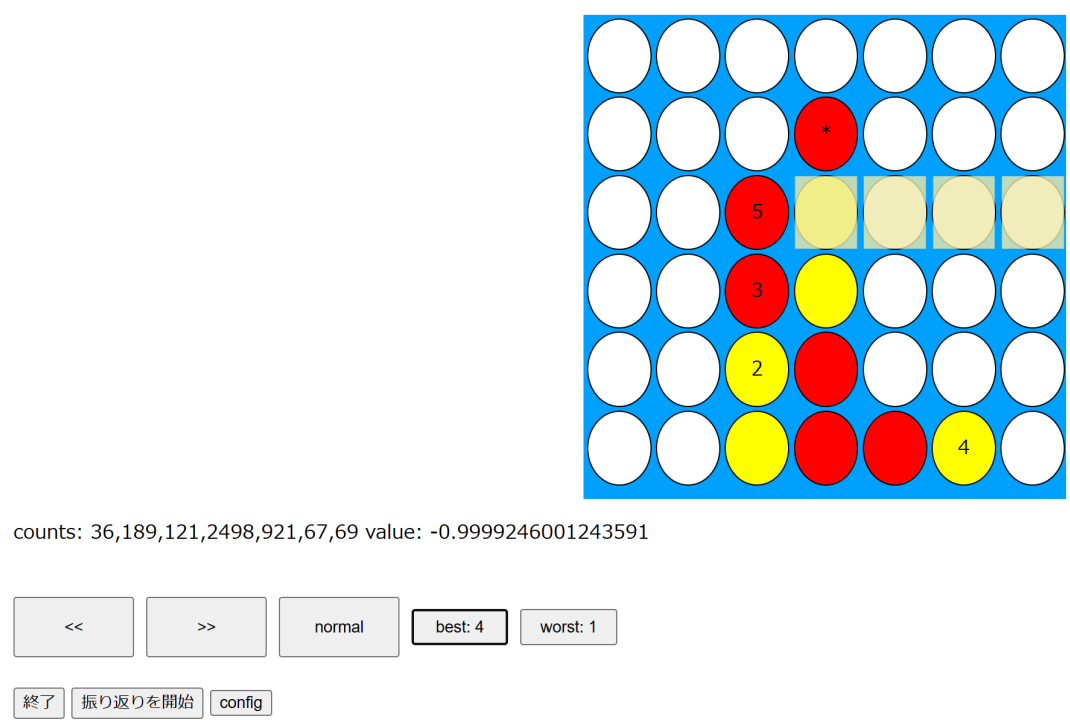 *
5
3
2
4
counts: 36,189,121,2498,921,67,69 value: -0.9999246001243591
<< >> normal best: 4 worst: 1
終了 振り返りを開始 config